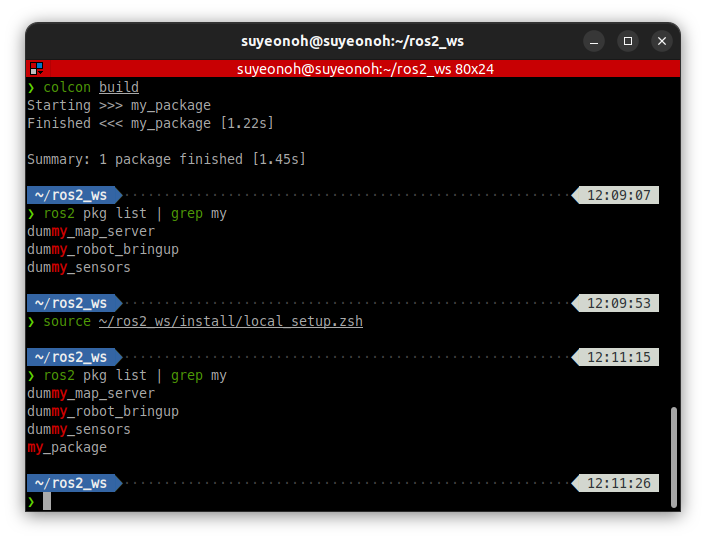 suyeonoh@suyeonoh:~/ros2_ws
suyeonoh@suyeonoh:~/ros2_ws 80x24
❯ colcon build
Starting >>> my_package
Finished <<< my_package [1.22s]
Summary: 1 package finished [1.45s]
~/ros2_ws 12:09:07
❯ ros2 pkg list | grep my
dummy_map_server
dummy_robot_bringup
dummy_sensors
~/ros2_ws 12:09:53
❯ source ~/ros2_ws/install/local_setup.zsh
~/ros2_ws 12:11:15
❯ ros2 pkg list | grep my
dummy_map_server
dummy_robot_bringup
dummy_sensors
my_package
~/ros2_ws 12:11:26
❯